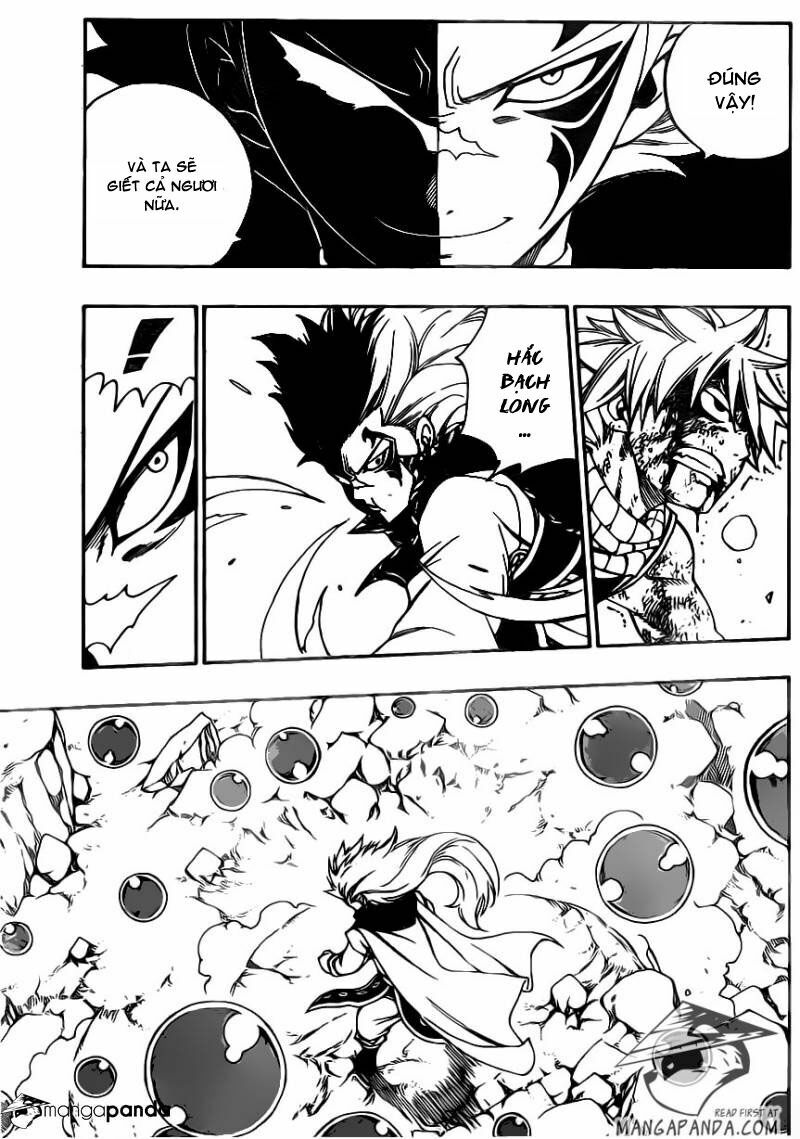 ĐÚNG
VẬY!
VÀ TA SẼ
GIẾT CẢ NGƯƠI
NỮA.
HẮC
BẠCH
LONG
...
mangapanda
READ FIRST AT
MANGAPANDA.COM